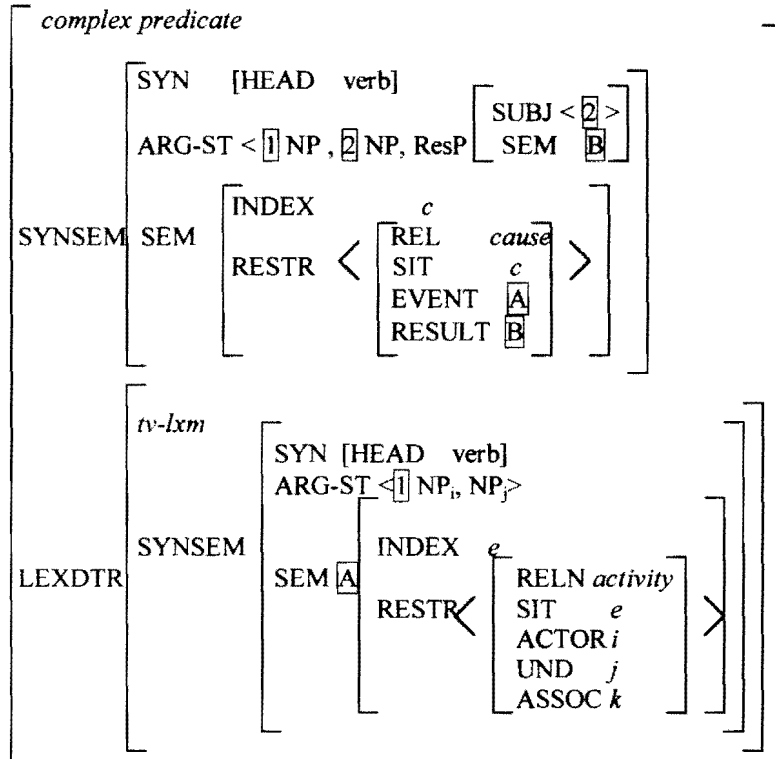 complex predicate
SYN [HEAD verb]
SUBJ < 2 >
ARG-ST < 1 NP , 2 NP, ResP
SEM B
INDEX c
REL cause
SYNSEM SEM
RESTR < SIT c >
EVENT A
RESULT B
tv-lxm
SYN [HEAD verb]
ARG-ST <1 NPi, NPj>
SYNSEM
INDEX e
LEXDTR
SEM A
RELN activity
RESTR < SIT e >
ACTOR i
UND j
ASSOC k